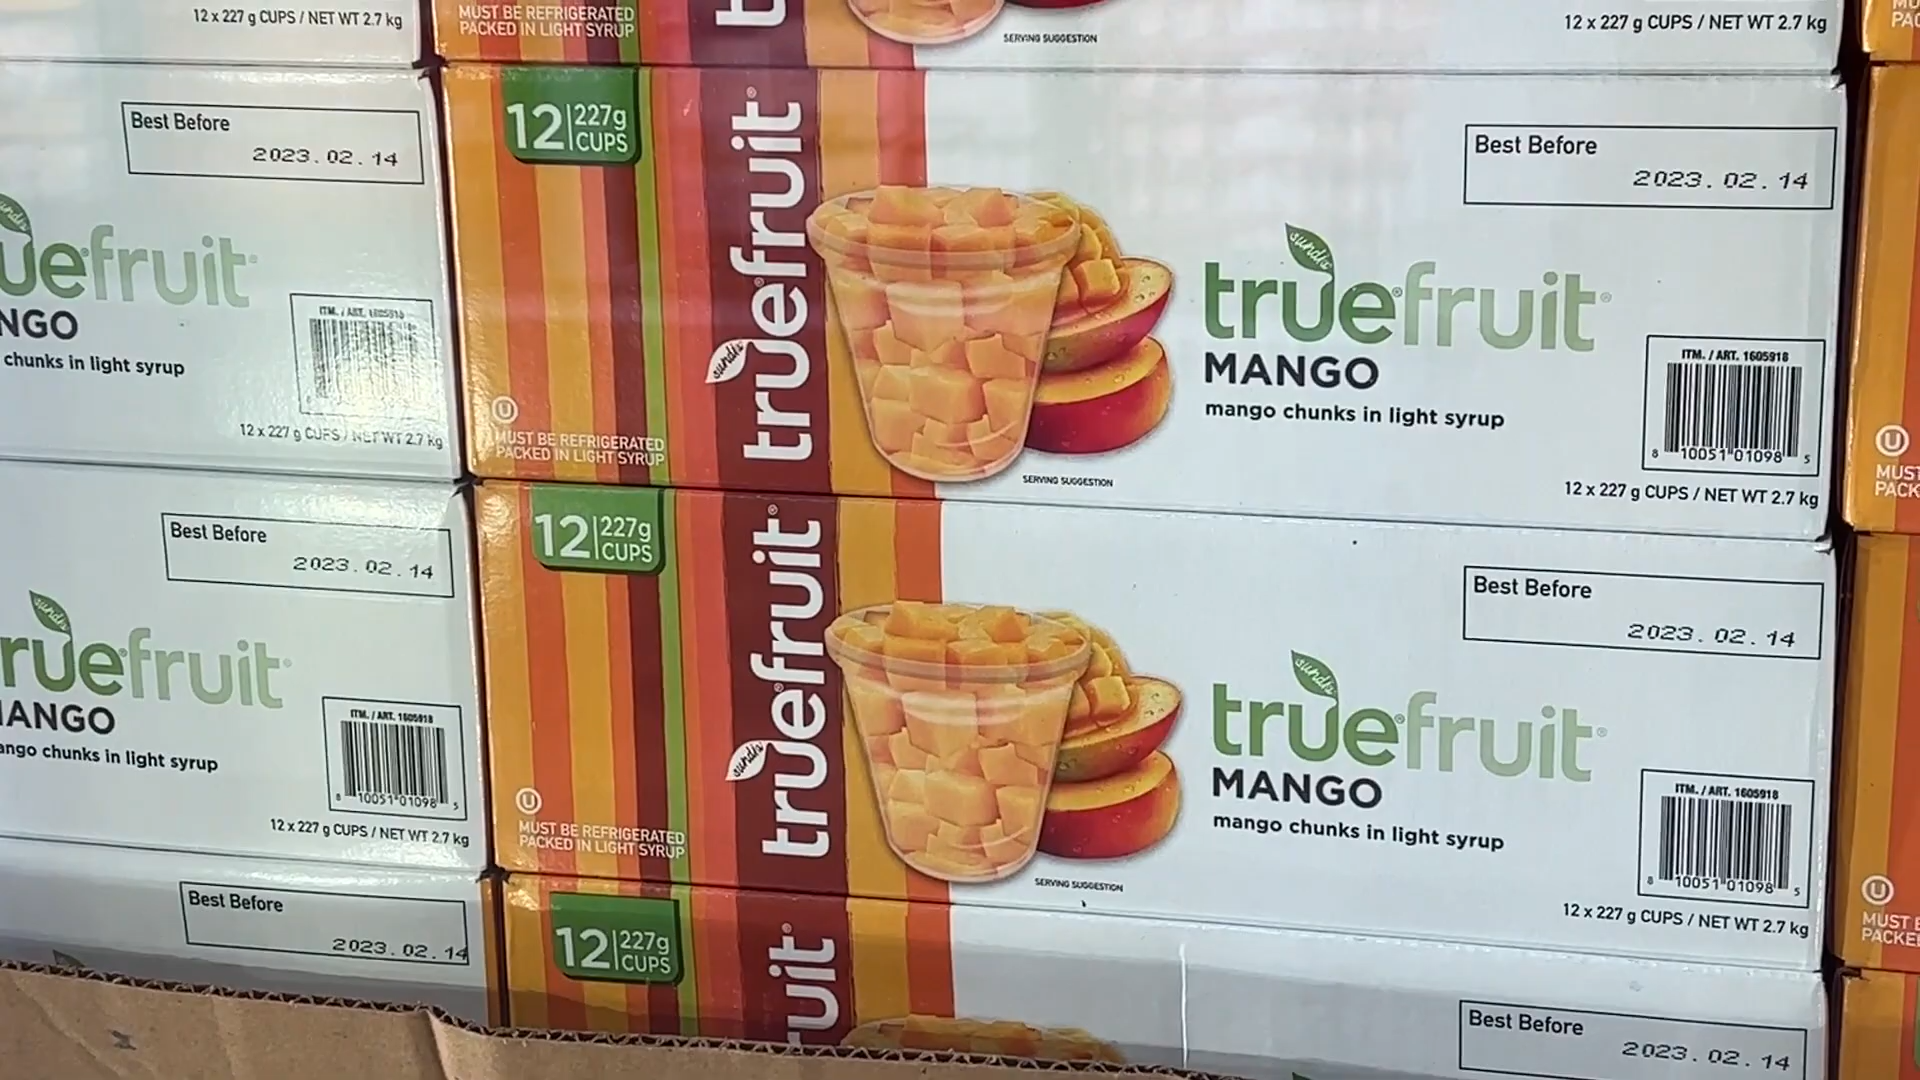 12 x 227 g CUPS / NET WT 2.7 kg
MUST BE REFRIGERATED
PACKED IN LIGHT SYRUP
SERVING SUGGESTION
12 x 227 g CUPS / NET WT 2.7 kg
Best Before
2023.02.14
uefruit
NGO
chunks in light syrup
ITM. / ART. 1605918
12 x 227 g CUPS / NET WT 2.7 kg
12 227g
CUPS
sundia truefruit®
U
MUST BE REFRIGERATED
PACKED IN LIGHT SYRUP
SERVING SUGGESTION
Best Before
2023.02.14
truefruit®
MANGO
mango chunks in light syrup
ITM. / ART. 1605918
8 10051 01098 5
12 x 227 g CUPS / NET WT 2.7 kg
U
MUST
PACK
Best Before
2023.02.14
ruefruit
ANGO
ango chunks in light syrup
ITM. / ART. 1605918
8 10051 01098 5
12 x 227 g CUPS / NET WT 2.7 kg
12 227g
CUPS
sundia truefruit®
U
MUST BE REFRIGERATED
PACKED IN LIGHT SYRUP
SERVING SUGGESTION
Best Before
2023.02.14
truefruit®
MANGO
mango chunks in light syrup
ITM. / ART. 1605918
8 10051 01098 5
12 x 227 g CUPS / NET WT 2.7 kg
U
MUST B
PACKE
Best Before
2023.02.14
12 227g
CUPS
ruit®
Best Before
2023.02.14